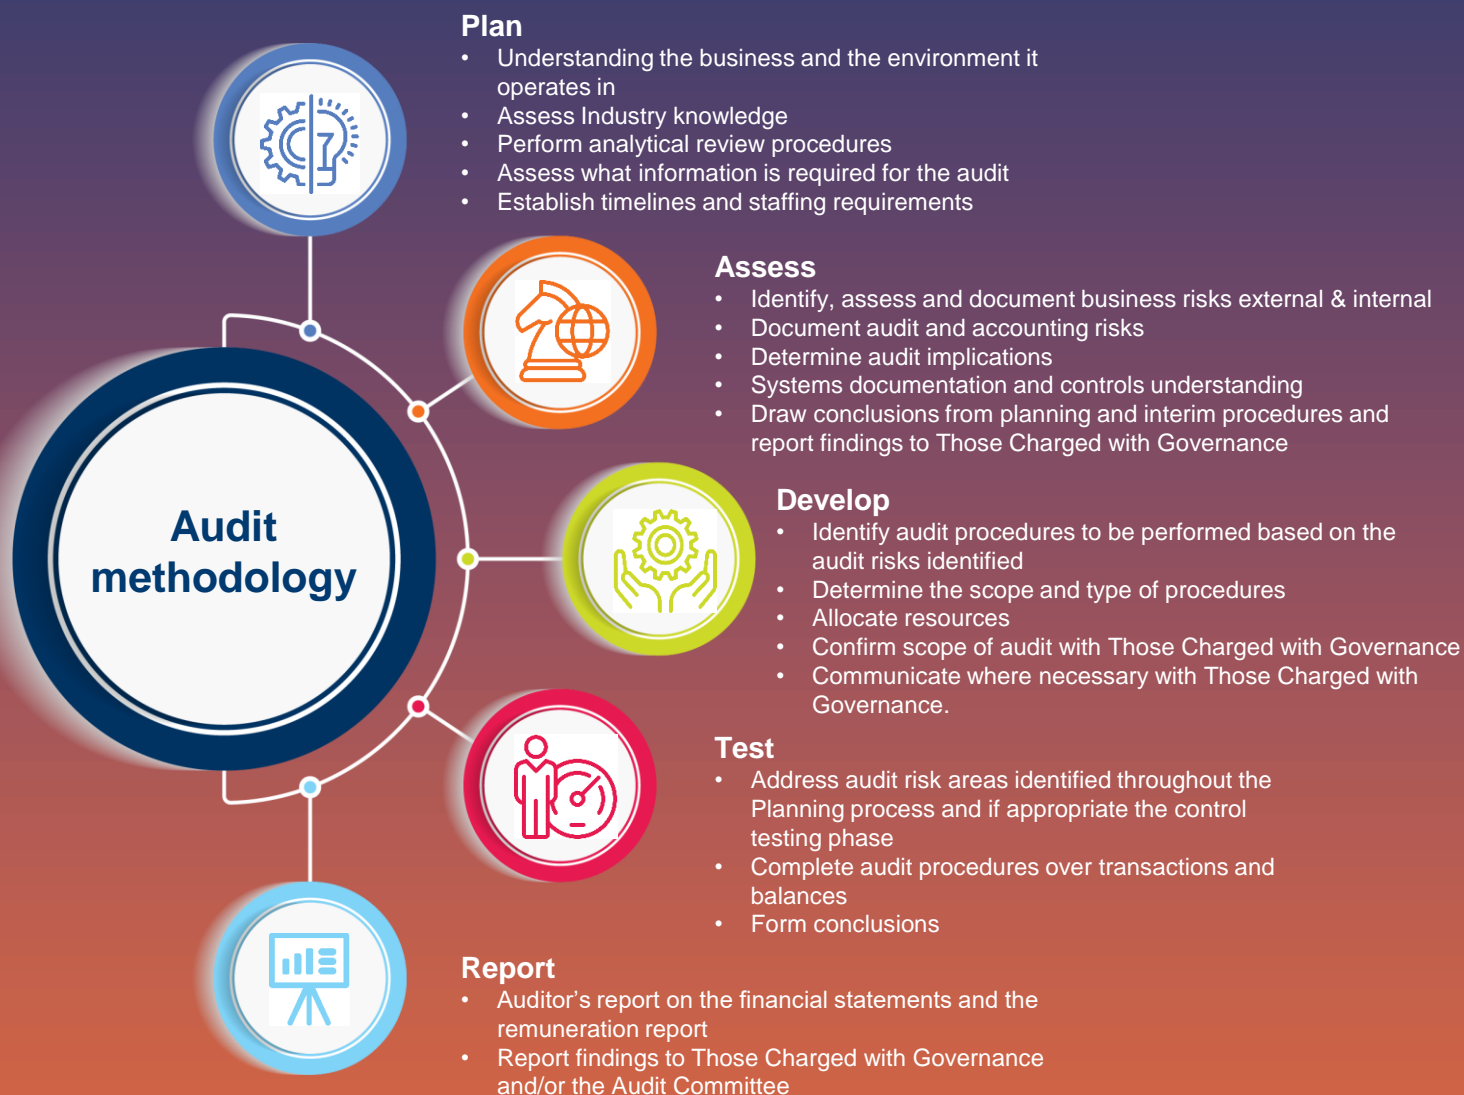 Plan
• Understanding the business and the environment it
operates in
• Assess Industry knowledge
• Perform analytical review procedures
• Assess what information is required for the audit
• Establish timelines and staffing requirements
Assess
• Identify, assess and document business risks external & internal
• Document audit and accounting risks
• Determine audit implications
• Systems documentation and controls understanding
• Draw conclusions from planning and interim procedures and
report findings to Those Charged with Governance
Audit
methodology
Develop
• Identify audit procedures to be performed based on the
audit risks identified
• Determine the scope and type of procedures
• Allocate resources
• Confirm scope of audit with Those Charged with Governance
• Communicate where necessary with Those Charged with
Governance.
Test
• Address audit risk areas identified throughout the
Planning process and if appropriate the control
testing phase
• Complete audit procedures over transactions and
balances
• Form conclusions
Report
• Auditor’s report on the financial statements and the
remuneration report
• Report findings to Those Charged with Governance
and/or the Audit Committee